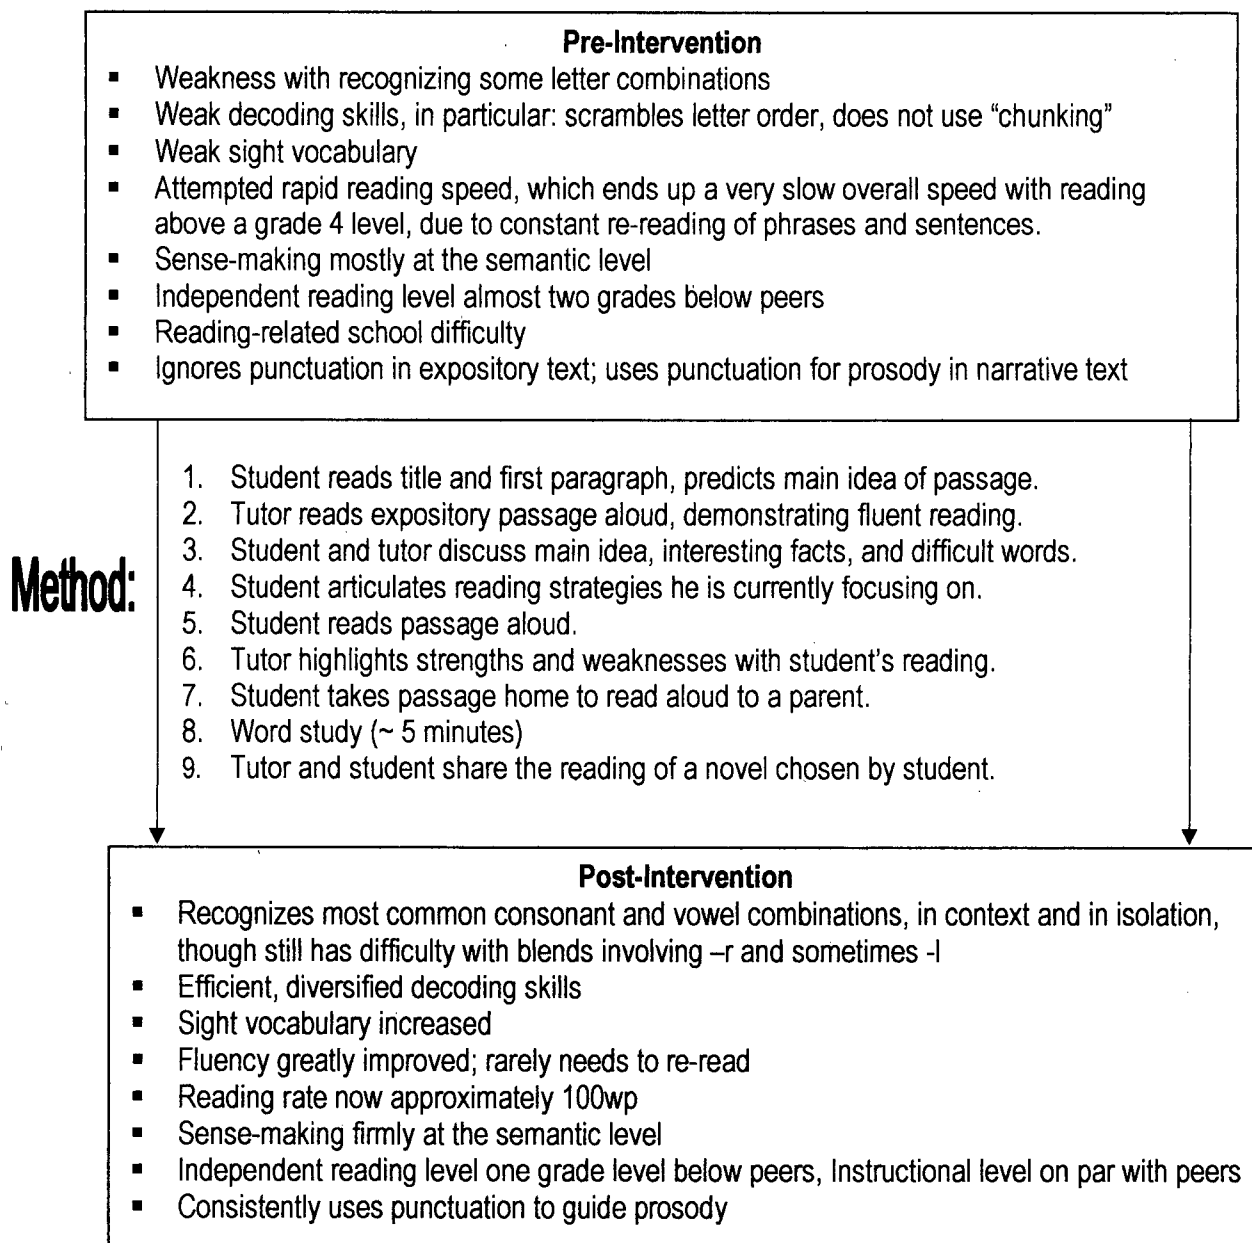 Pre-Intervention
▪ Weakness with recognizing some letter combinations
▪ Weak decoding skills, in particular: scrambles letter order, does not use “chunking”
▪ Weak sight vocabulary
▪ Attempted rapid reading speed, which ends up a very slow overall speed with reading
above a grade 4 level, due to constant re-reading of phrases and sentences.
▪ Sense-making mostly at the semantic level
▪ Independent reading level almost two grades below peers
▪ Reading-related school difficulty
▪ Ignores punctuation in expository text; uses punctuation for prosody in narrative text
Method:
1. Student reads title and first paragraph, predicts main idea of passage.
2. Tutor reads expository passage aloud, demonstrating fluent reading.
3. Student and tutor discuss main idea, interesting facts, and difficult words.
4. Student articulates reading strategies he is currently focusing on.
5. Student reads passage aloud.
6. Tutor highlights strengths and weaknesses with student's reading.
7. Student takes passage home to read aloud to a parent.
8. Word study (~ 5 minutes)
9. Tutor and student share the reading of a novel chosen by student.
Post-Intervention
▪ Recognizes most common consonant and vowel combinations, in context and in isolation,
though still has difficulty with blends involving –r and sometimes -l
▪ Efficient, diversified decoding skills
▪ Sight vocabulary increased
▪ Fluency greatly improved; rarely needs to re-read
▪ Reading rate now approximately 100wp
▪ Sense-making firmly at the semantic level
▪ Independent reading level one grade level below peers, Instructional level on par with peers
▪ Consistently uses punctuation to guide prosody